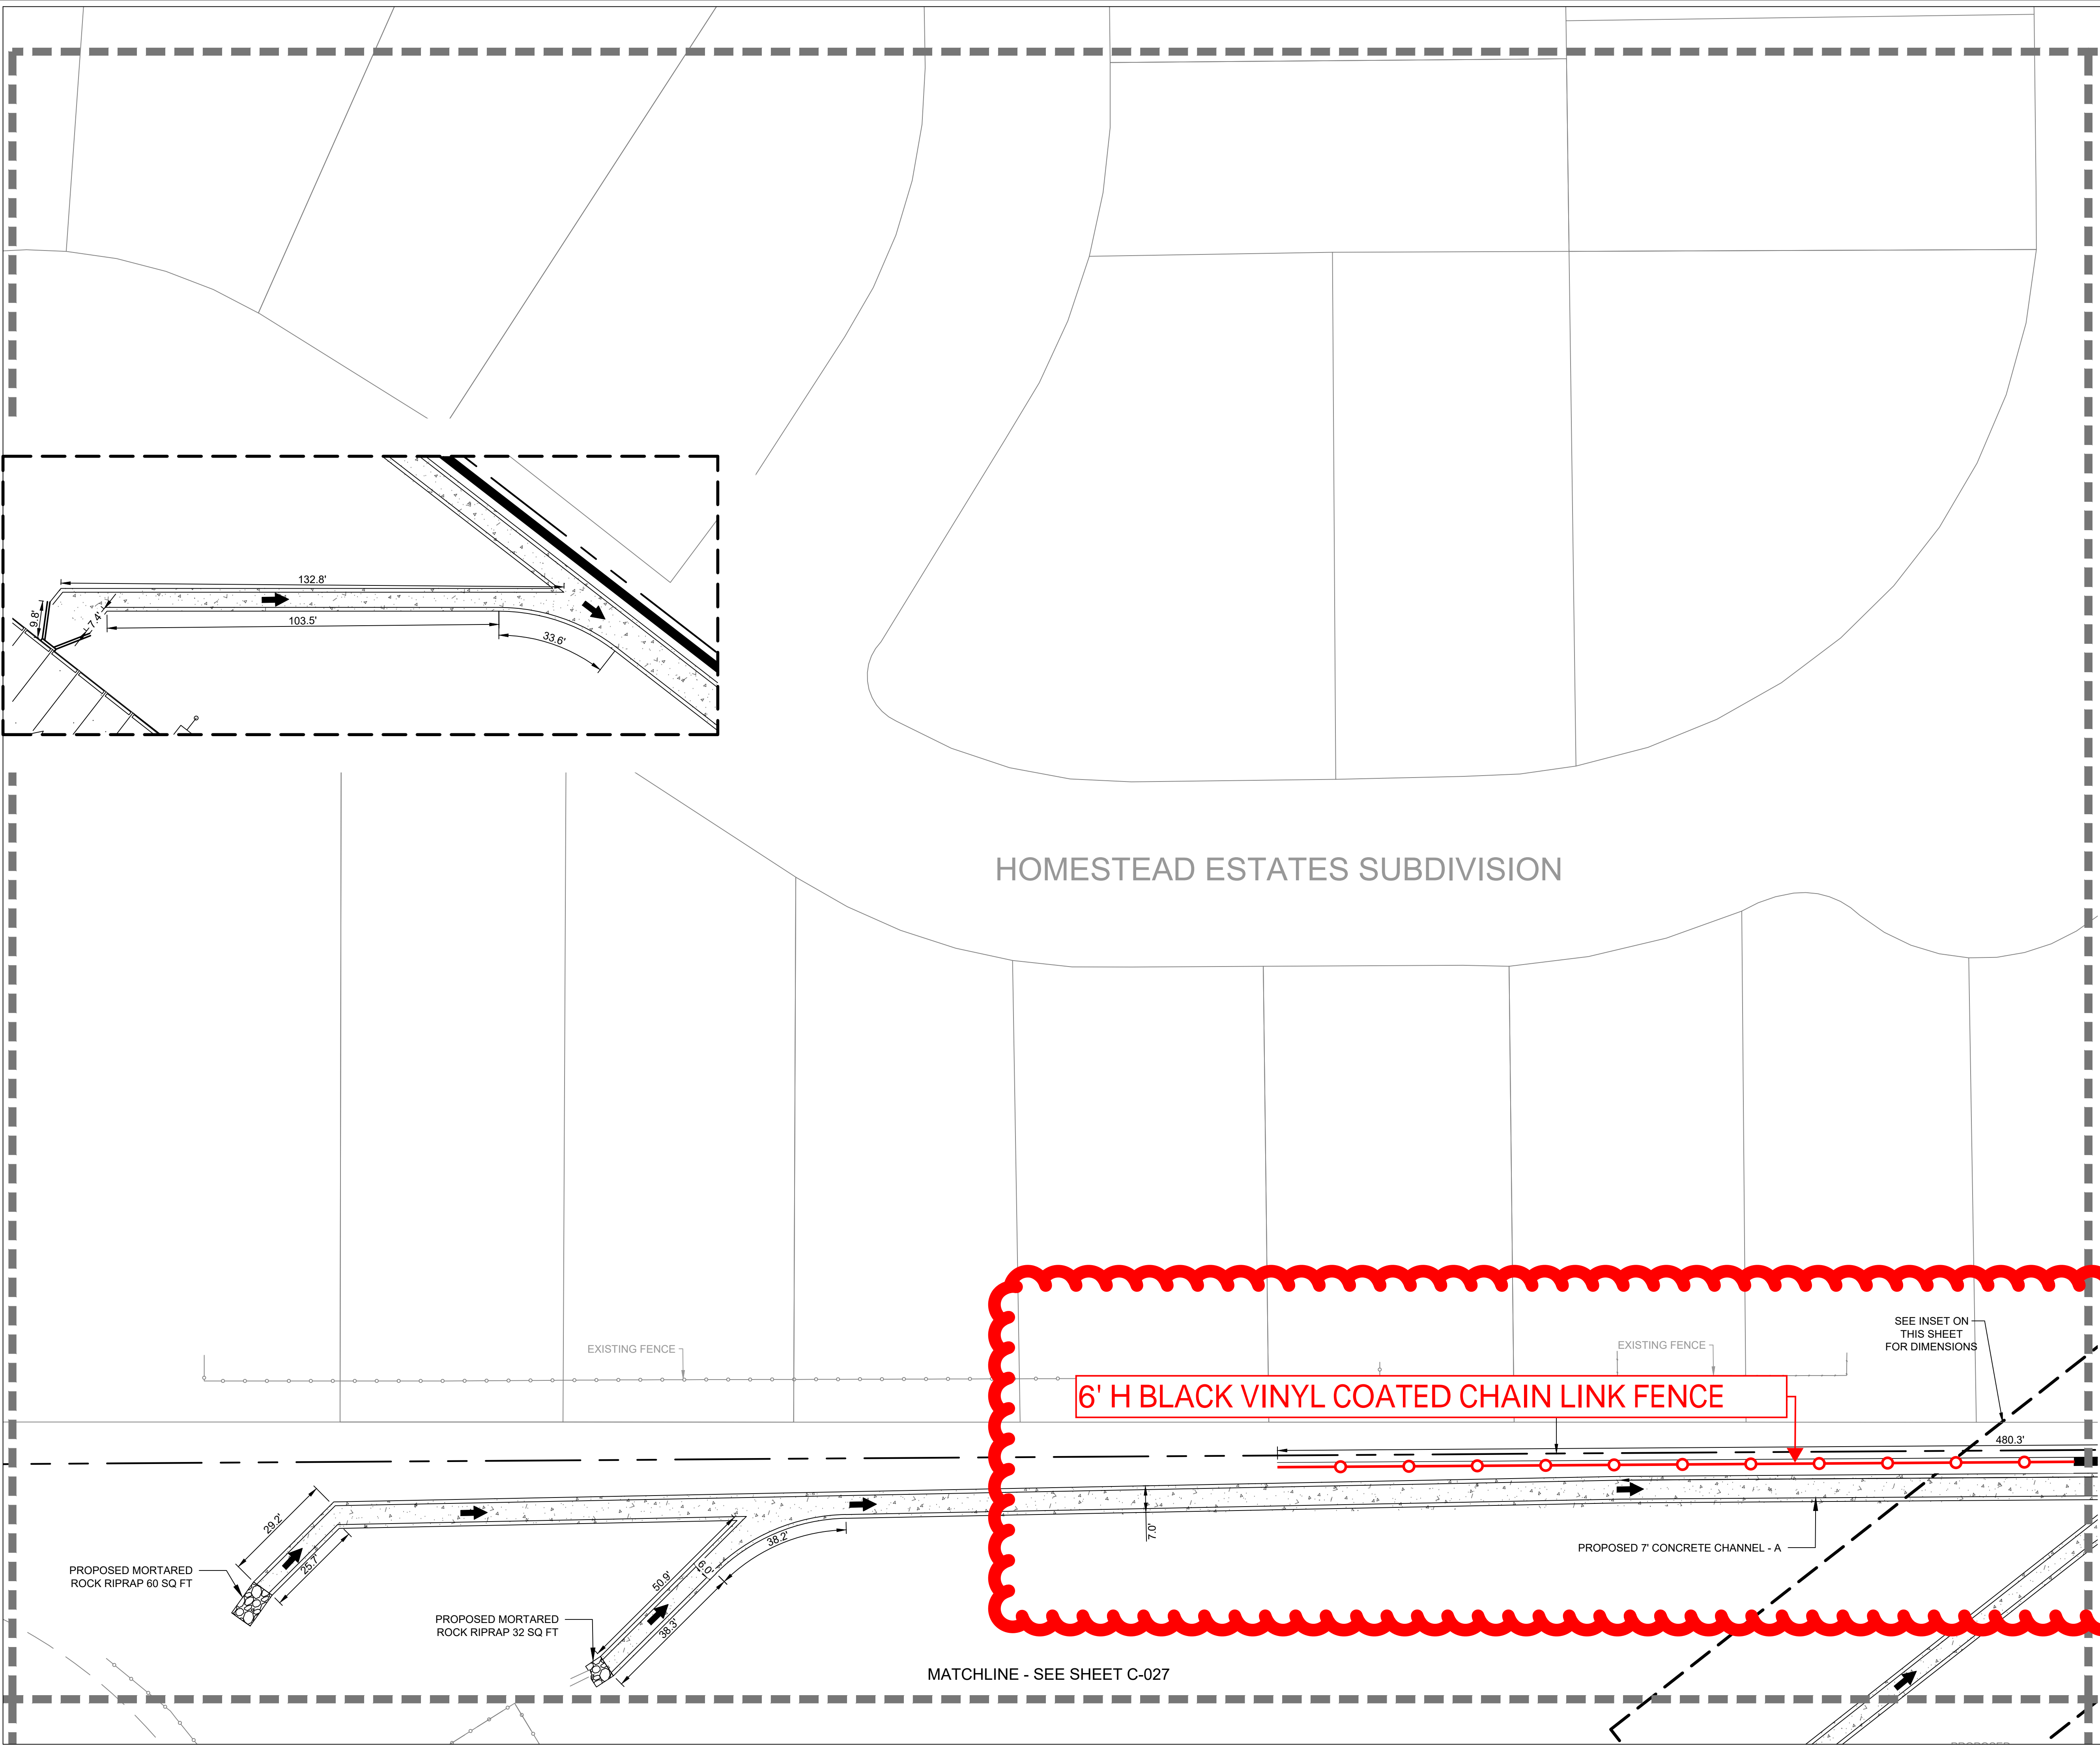 132.8'
9.8'
7.4'
103.5'
33.6'
HOMESTEAD ESTATES SUBDIVISION
SEE INSET ON
THIS SHEET
FOR DIMENSIONS
EXISTING FENCE
EXISTING FENCE
6' H BLACK VINYL COATED CHAIN LINK FENCE
480.3'
29.2'
25.7'
38.2'
7.0'
6.0'
50.9'
38.3'
PROPOSED 7' CONCRETE CHANNEL - A
PROPOSED MORTARED
ROCK RIPRAP 60 SQ FT
PROPOSED MORTARED
ROCK RIPRAP 32 SQ FT
MATCHLINE - SEE SHEET C-027